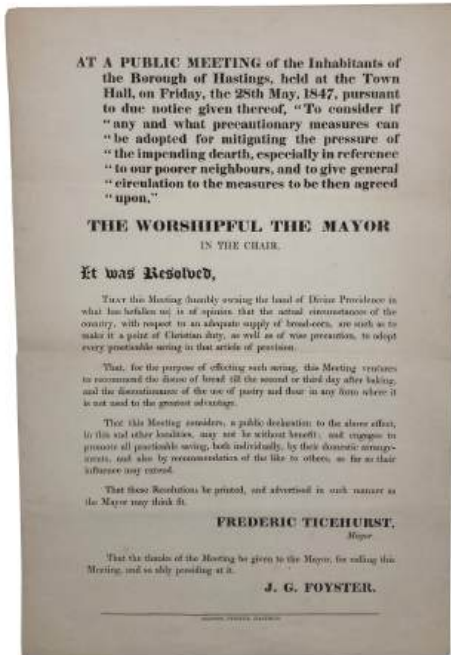 AT A PUBLIC MEETING of the Inhabitants of
the Borough of Hastings, held at the Town
Hall, on Friday, the 28th May, 1847, pursuant
to due notice given thereof, "To consider if
"any and what precautionary measures can
"be adopted for mitigating the pressure of
"the impending dearth, especially in reference
"to our poorer neighbours, and to give general
"circulation to the measures to be then agreed
"upon,"
THE WORSHIPFUL THE MAYOR
IN THE CHAIR.
It was Resolved,
THAT this Meeting (humbly owning the hand of Divine Providence in
what has befallen us) is of opinion that the actual circumstances of the
country, with respect to an adequate supply of bread-corn, are such as to
make it a point of Christian duty, as well as of wise precaution, to adopt
every practicable saving in that article of provision.
That, for the purpose of effecting such saving, this Meeting ventures
to recommend the disuse of bread till the second or third day after baking,
and the discontinuance of the use of pastry and flour in any form where it
is not used to the greatest advantage.
That this Meeting considers, a public declaration to the above effect,
in this and other localities, may not be without benefit; and engages to
promote all practicable saving, both individually, by their domestic arrange-
ments, and also by recommendation of the like to others, so far as their
influence may extend.
That these Resolutions be printed, and advertised in such manner as
the Mayor may think fit.
FREDERIC TICEHURST,
Mayor
That the thanks of the Meeting be given to the Mayor, for calling this
Meeting, and so ably presiding at it.
J. G. FOYSTER.